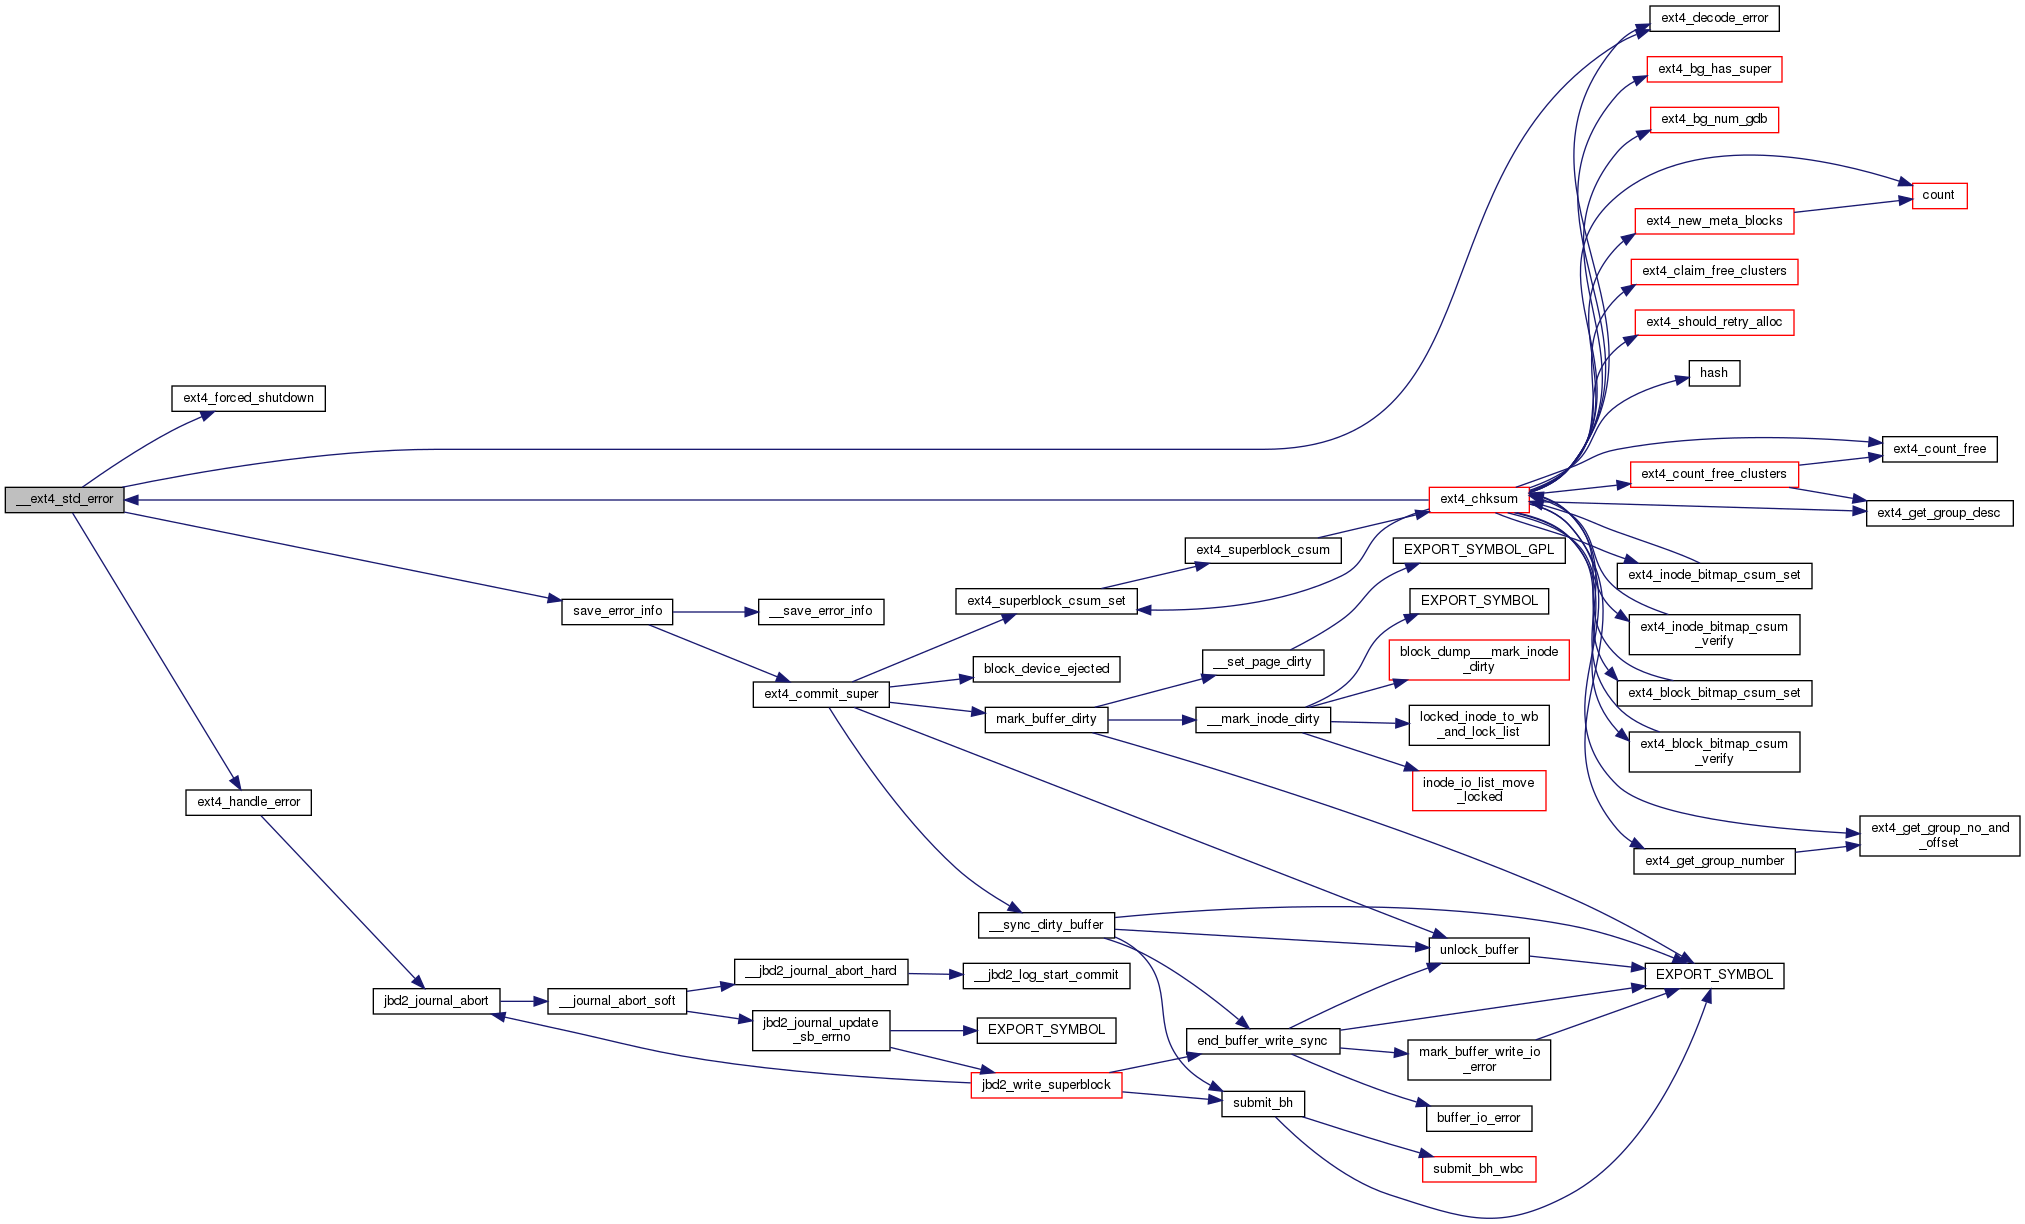 ext4_decode_error
ext4_bg_has_super
ext4_bg_num_gdb
count
ext4_new_meta_blocks
ext4_claim_free_clusters
ext4_should_retry_alloc
hash
ext4_forced_shutdown
ext4_count_free
ext4_count_free_clusters
__ext4_std_error
ext4_chksum
ext4_get_group_desc
ext4_superblock_csum
EXPORT_SYMBOL_GPL
ext4_inode_bitmap_csum_set
ext4_superblock_csum_set
EXPORT_SYMBOL
save_error_info
__save_error_info
ext4_inode_bitmap_csum
_verify
block_device_ejected
__set_page_dirty
block_dump___mark_inode
_dirty
ext4_commit_super
ext4_block_bitmap_csum_set
mark_buffer_dirty
__mark_inode_dirty
locked_inode_to_wb
_and_lock_list
ext4_block_bitmap_csum
_verify
inode_io_list_move
_locked
ext4_handle_error
ext4_get_group_no_and
_offset
ext4_get_group_number
__sync_dirty_buffer
unlock_buffer
__jbd2_journal_abort_hard
__jbd2_log_start_commit
EXPORT_SYMBOL
jbd2_journal_abort
__journal_abort_soft
jbd2_journal_update
_sb_errno
EXPORT_SYMBOL
end_buffer_write_sync
mark_buffer_write_io
_error
jbd2_write_superblock
submit_bh
buffer_io_error
submit_bh_wbc